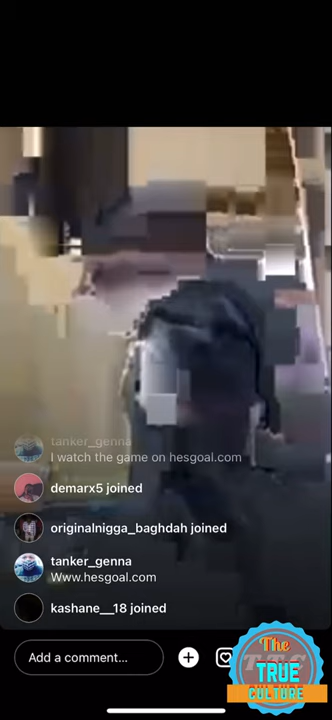 tanker_genna
I watch the game on hesgoal.com
demarx5 joined
originalnigga_baghdah joined
tanker_genna
Www.hesgoal.com
kashane__18 joined
Add a comment...
The
TRUE
CULTURE